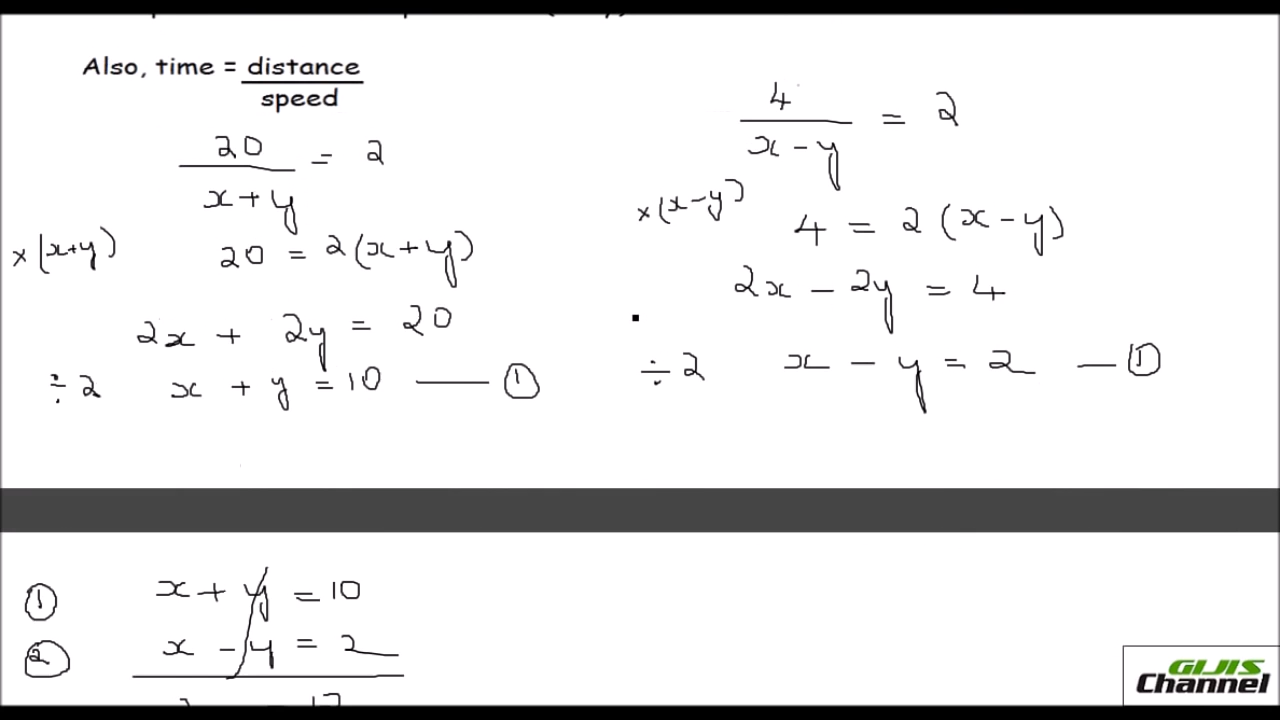 Also, time = distance
speed
20
x + y
= 2
× (x+y)
20 = 2(x + y)
2x + 2y = 20
÷ 2 x + y = 10 —— ①
4
x - y
= 2
× (x - y)
4 = 2 (x - y)
2x - 2y = 4
÷ 2 x - y = 2 — ①
① x + y = 10
② x - y = 2
GIJIS
Channel